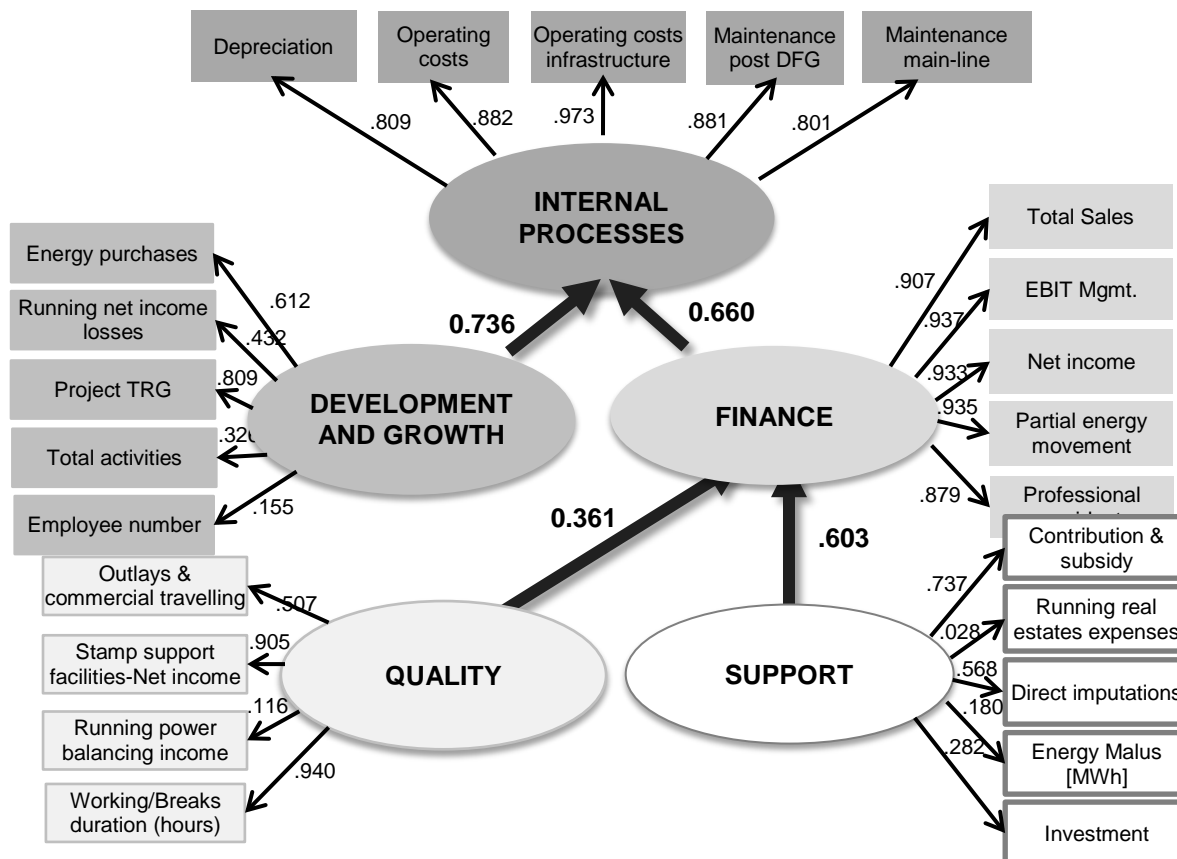 Depreciation
Operating
costs
Operating costs
infrastructure
Maintenance
post DFG
Maintenance
main-line
.809
.882
.973
.881
.801
INTERNAL
PROCESSES
Energy purchases
Running net income
losses
Project TRG
Total activities
Employee number
.612
.432
.809
.155
0.736
0.660
DEVELOPMENT
AND GROWTH
FINANCE
.907
.937
.933
.935
.879
Total Sales
EBIT Mgmt.
Net income
Partial energy
movement
Professional
0.361
.603
Outlays &
commercial travelling
Stamp support
facilities-Net income
Running power
balancing income
Working/Breaks
duration (hours)
.507
.905
.116
.940
QUALITY
SUPPORT
.737
.028
.568
.180
.282
Contribution &
subsidy
Running real
estates expenses
Direct imputations
Energy Malus
[MWh]
Investment